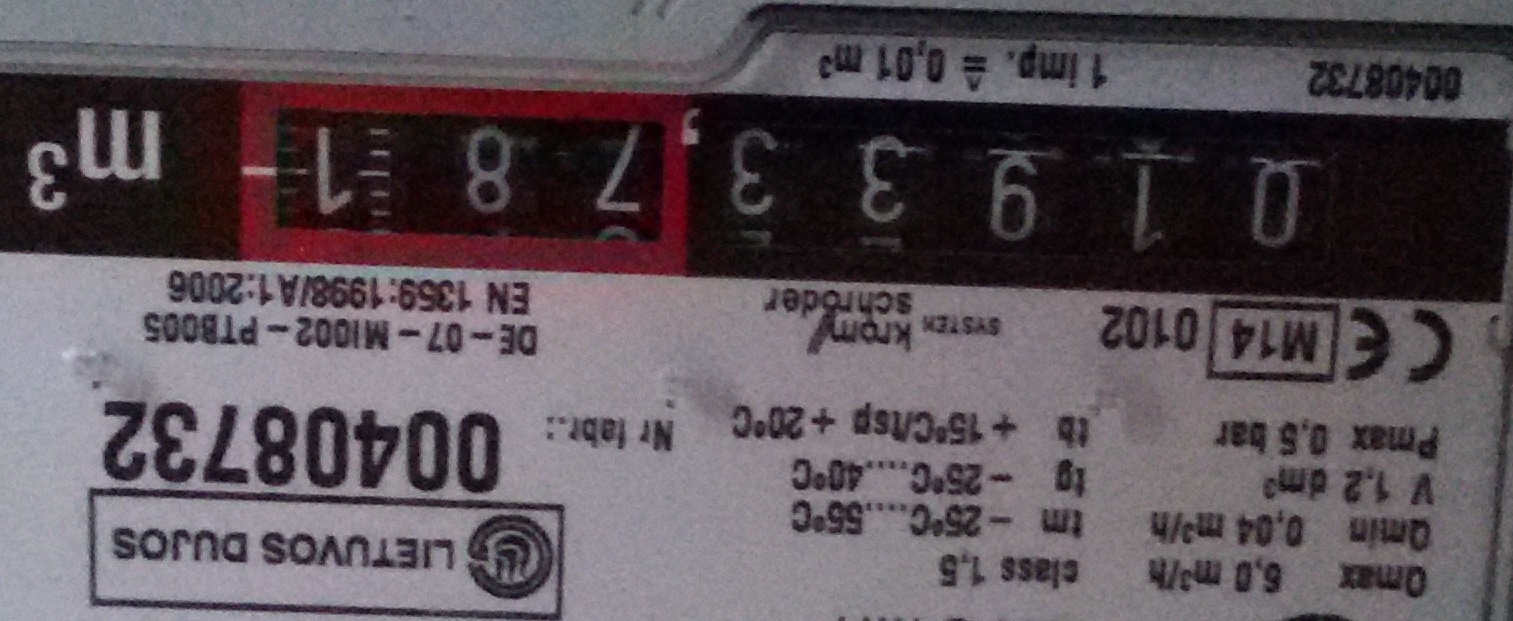 Qmax 6,0 m³/h class 1,5
Qmin 0,04 m³/h tm -25°C....55°C
V 1,2 dm³ tg -25°C....40°C
Pmax 0,5 bar tb +15°C/tsp +20°C
LIETUVOS DUJOS
Nr fabr.: 00408732
CE M14 0102
SYSTEM krom//
schröder
DE-07-MI002-PTB005
EN 1359:1998/A1:2006
01933,781 m³
00408732 1 imp. ≙ 0,01 m³